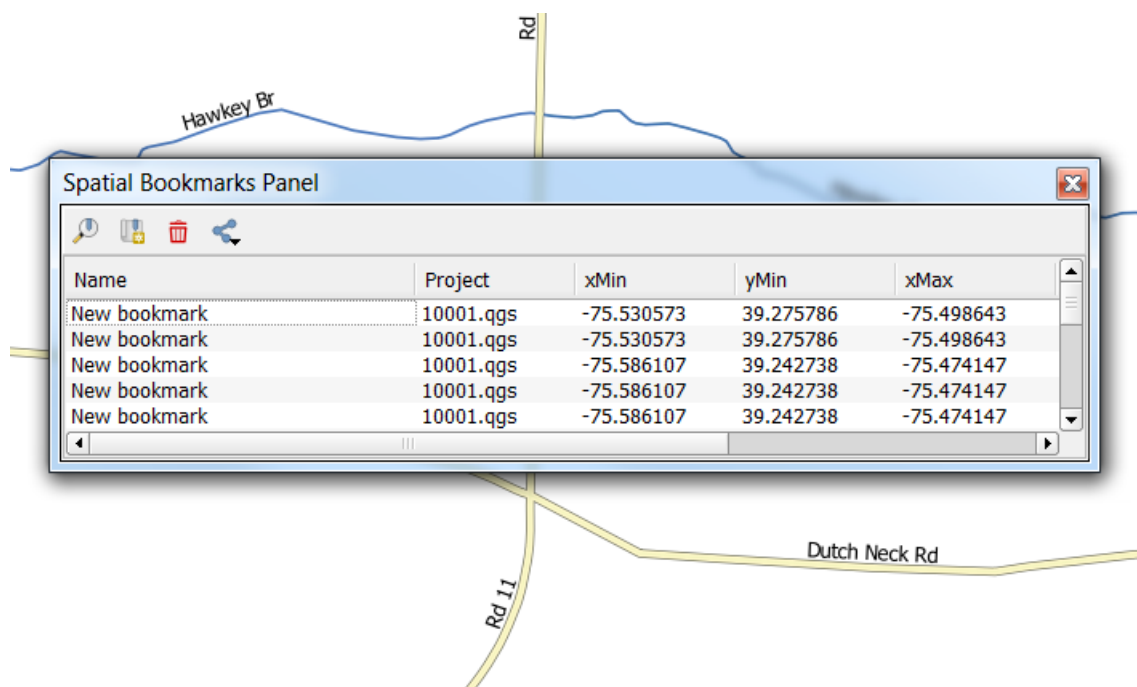 Rd
Hawkey Br
Spatial Bookmarks Panel
Name Project xMin yMin xMax
New bookmark 10001.qgs -75.530573 39.275786 -75.498643
New bookmark 10001.qgs -75.530573 39.275786 -75.498643
New bookmark 10001.qgs -75.586107 39.242738 -75.474147
New bookmark 10001.qgs -75.586107 39.242738 -75.474147
New bookmark 10001.qgs -75.586107 39.242738 -75.474147
Dutch Neck Rd
Rd 11